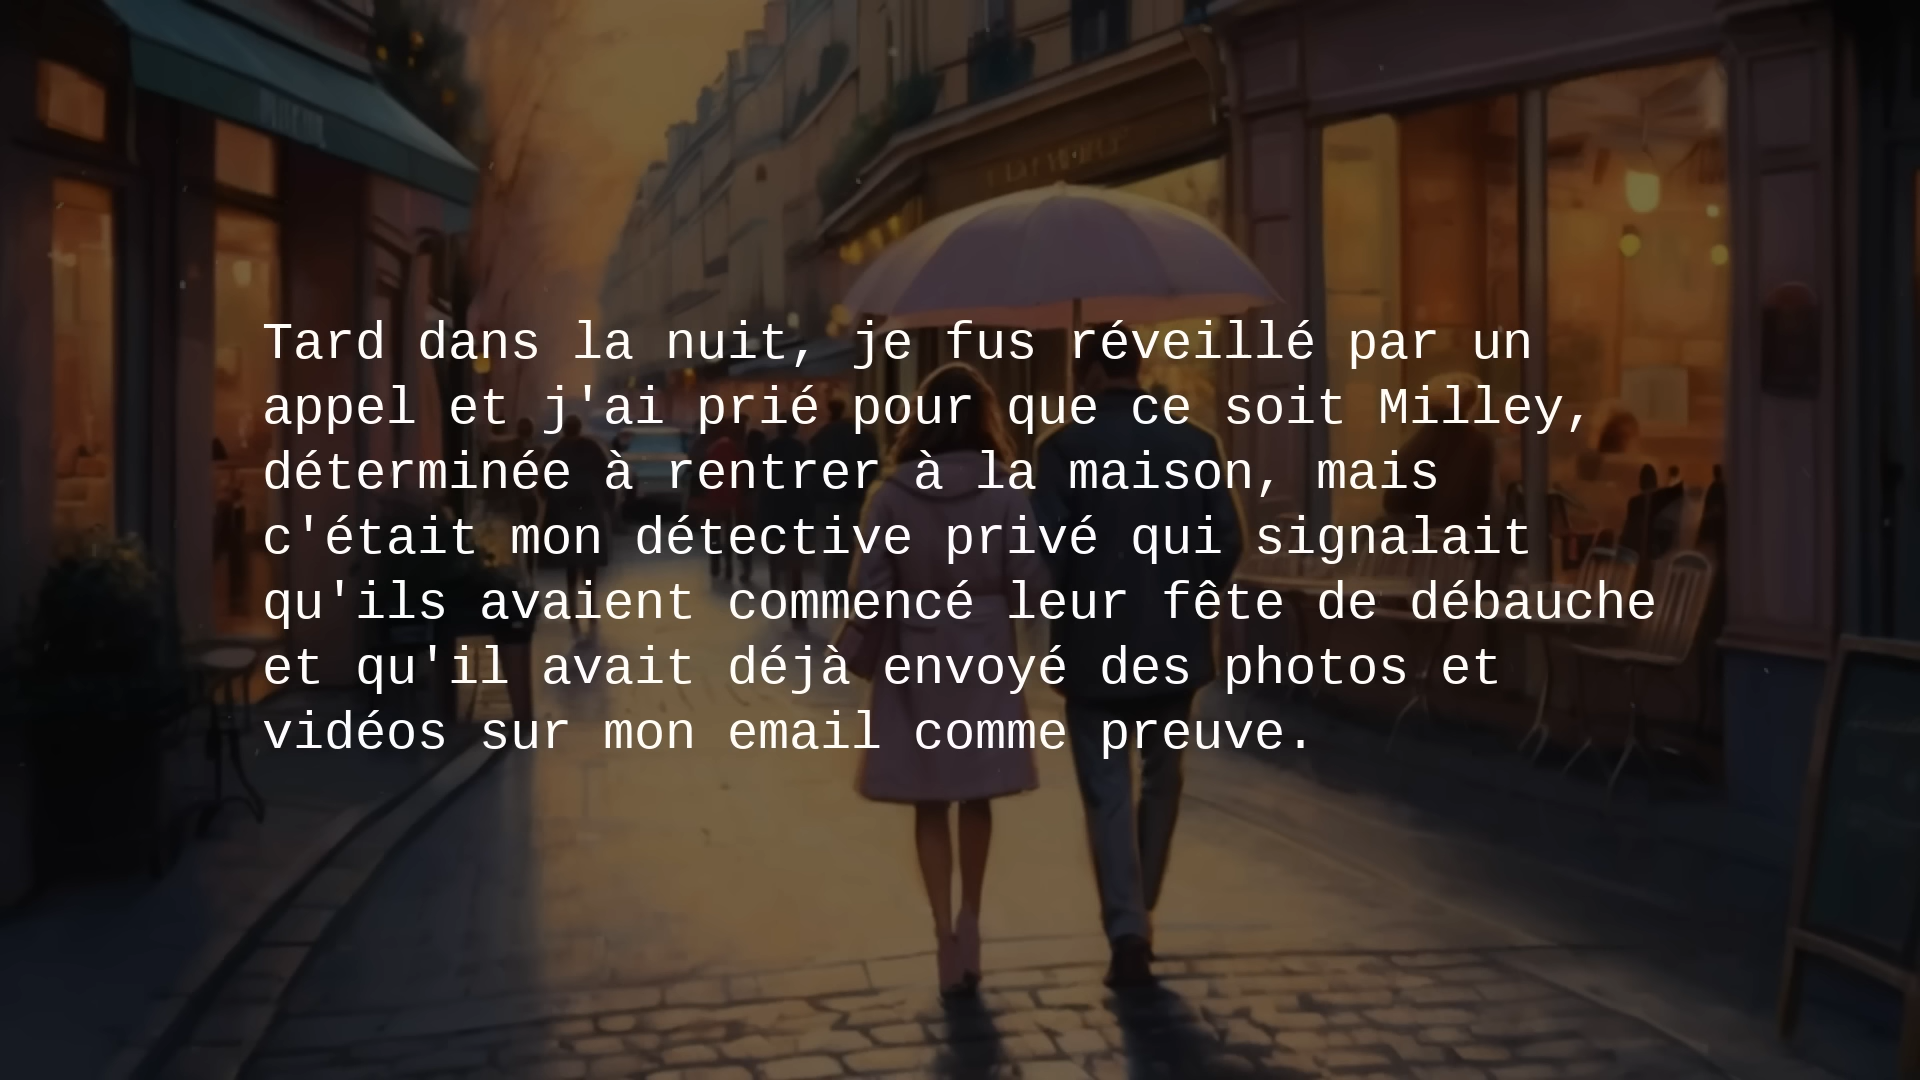 Tard dans la nuit, je fus réveillé par un
appel et j'ai prié pour que ce soit Milley,
déterminée à rentrer à la maison, mais
c'était mon détective privé qui signalait
qu'ils avaient commencé leur fête de débauche
et qu'il avait déjà envoyé des photos et
vidéos sur mon email comme preuve.